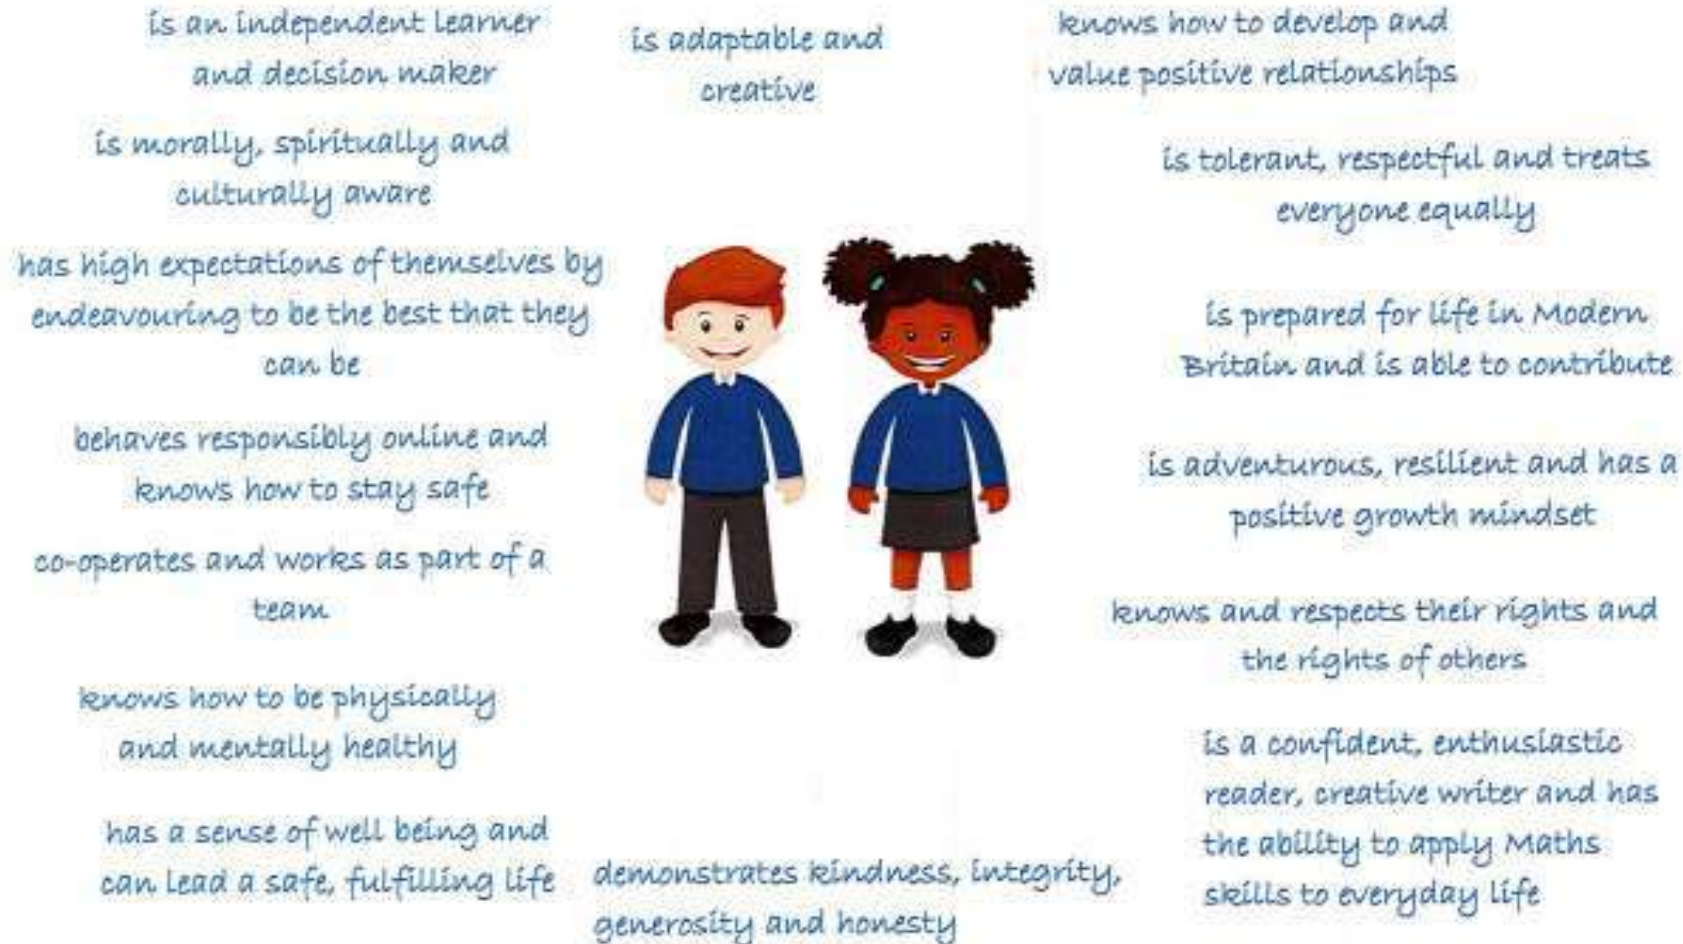 is an independent learner
and decision maker
is adaptable and
creative
knows how to develop and
value positive relationships
is morally, spiritually and
culturally aware
is tolerant, respectful and treats
everyone equally
has high expectations of themselves by
endeavouring to be the best that they
can be
is prepared for life in Modern
Britain and is able to contribute
behaves responsibly online and
knows how to stay safe
is adventurous, resilient and has a
positive growth mindset
co-operates and works as part of a
team
knows and respects their rights and
the rights of others
knows how to be physically
and mentally healthy
is a confident, enthusiastic
reader, creative writer and has
the ability to apply Maths
skills to everyday life
has a sense of well being and
can lead a safe, fulfilling life
demonstrates kindness, integrity,
generosity and honesty